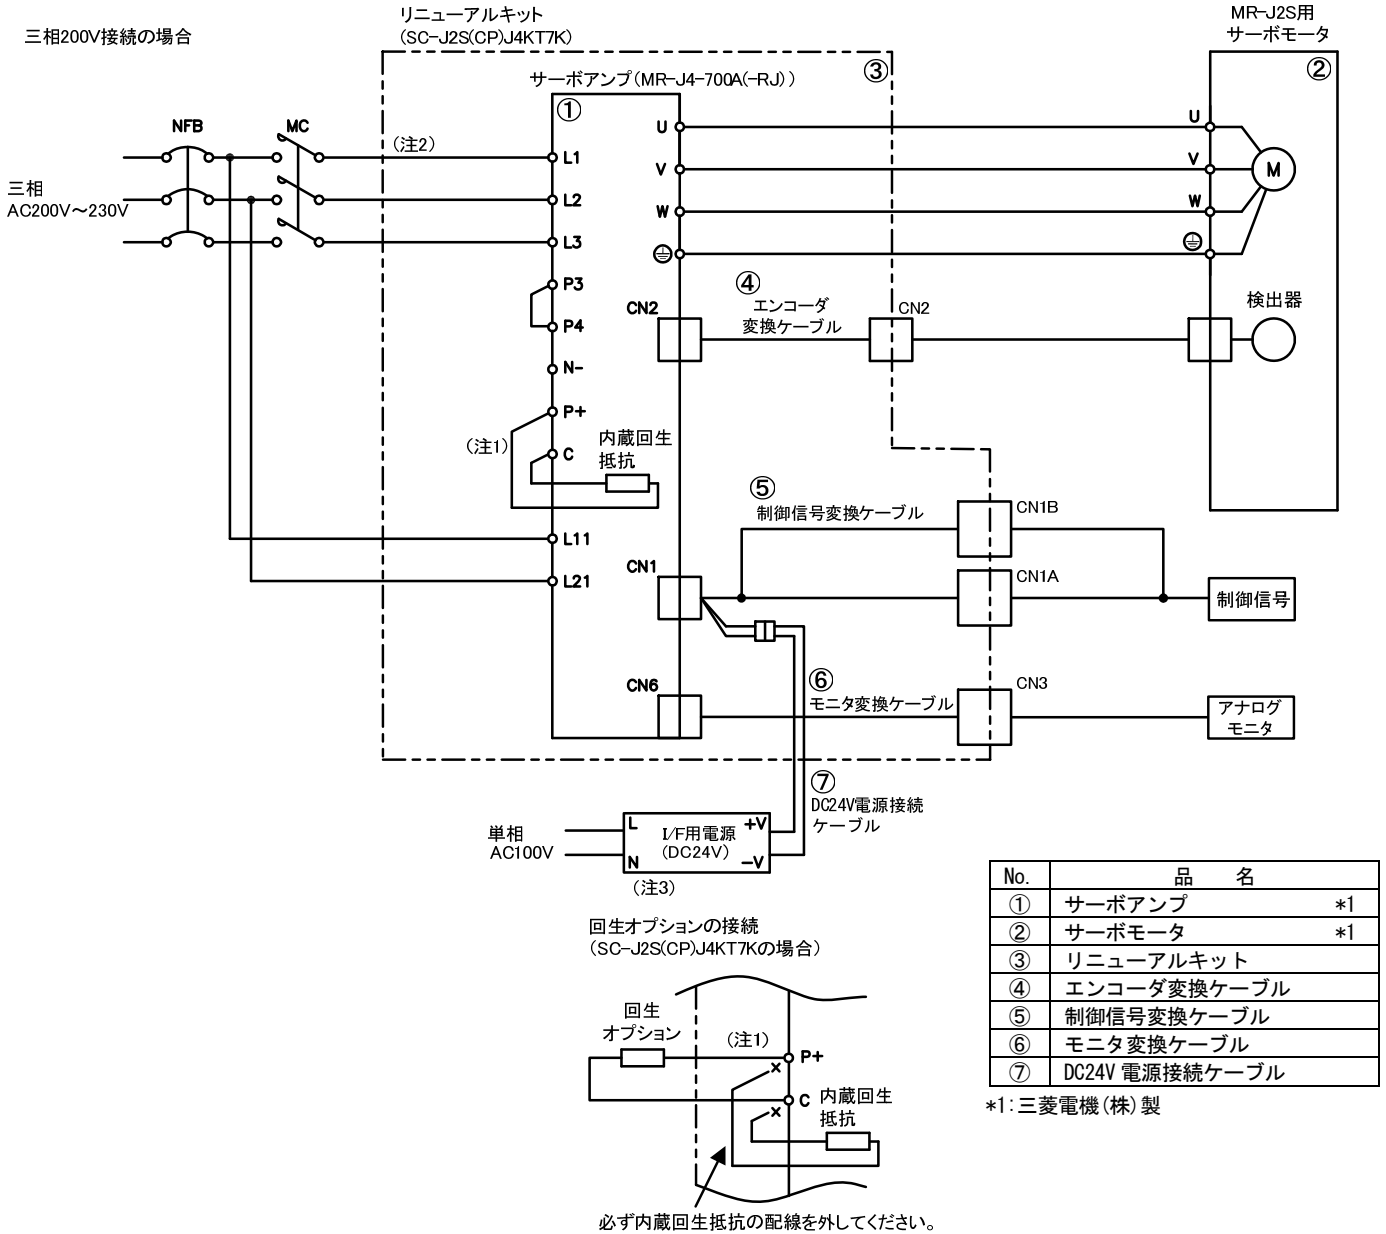 三相200V接続の場合
リニューアルキット
(SC-J2S(CP)J4KT7K)
MR-J2S用
サーボモータ
サーボアンプ(MR-J4-700A(-RJ))
③
②
①
NFB
MC
(注2)
三相
AC200V～230V
L1
L2
L3
P3
P4
N-
P+
C
(注1)
内蔵回生
抵抗
L11
L21
U
V
W
CN2
CN1
CN6
U
V
W
M
④
エンコーダ
変換ケーブル
CN2
検出器
⑤
制御信号変換ケーブル
CN1B
CN1A
制御信号
⑥
モニタ変換ケーブル
CN3
アナログ
モニタ
⑦
DC24V電源接続
ケーブル
単相
AC100V
L
N
I/F用電源
(DC24V)
+V
-V
(注3)
回生オプションの接続
(SC-J2S(CP)J4KT7Kの場合)
回生
オプション
(注1)
P+
C
×
×
内蔵回生
抵抗
必ず内蔵回生抵抗の配線を外してください。
No. 品 名
① サーボアンプ *1
② サーボモータ *1
③ リニューアルキット
④ エンコーダ変換ケーブル
⑤ 制御信号変換ケーブル
⑥ モニタ変換ケーブル
⑦ DC24V 電源接続ケーブル
*1:三菱電機(株)製